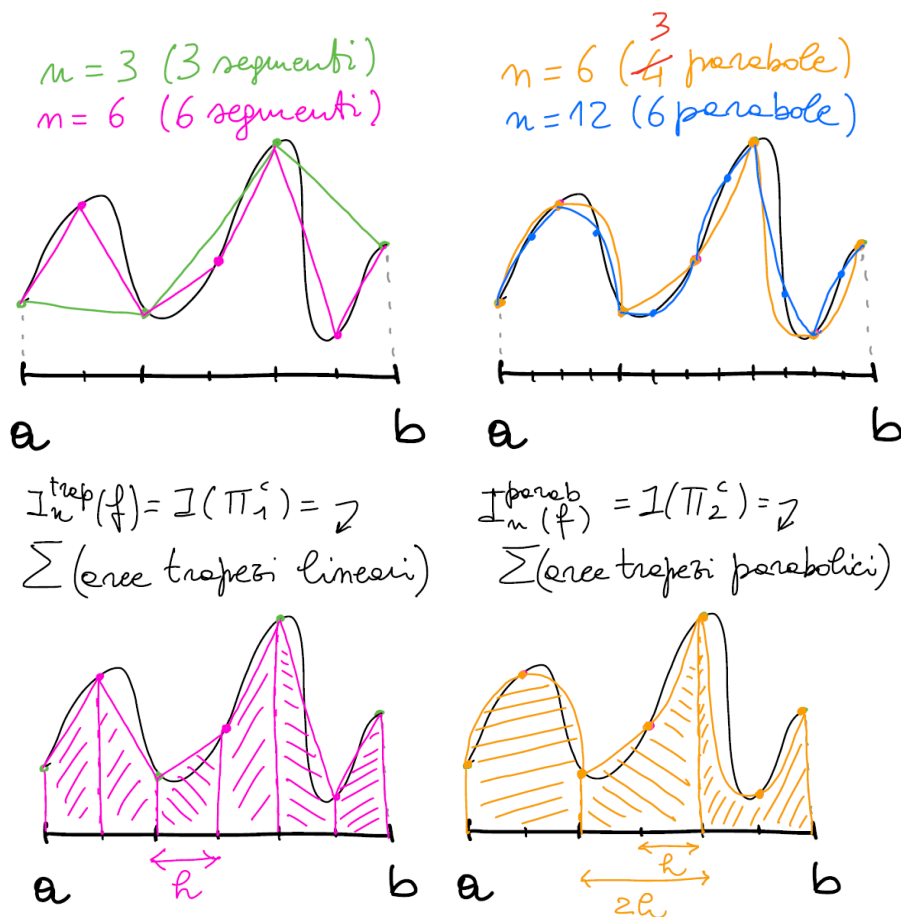 n = 3 (3 segmenti)
n = 6 (6 segmenti)
a b
3
n = 6 (4 parabole)
n = 12 (6 parabole)
a b
I_n^trap(f) = I(Π_1^c) =
Σ(aree trapezi lineari)
I_n^parab(f) = I(Π_2^c) =
Σ(aree trapezi parabolici)
h
a b
h
2h
a b